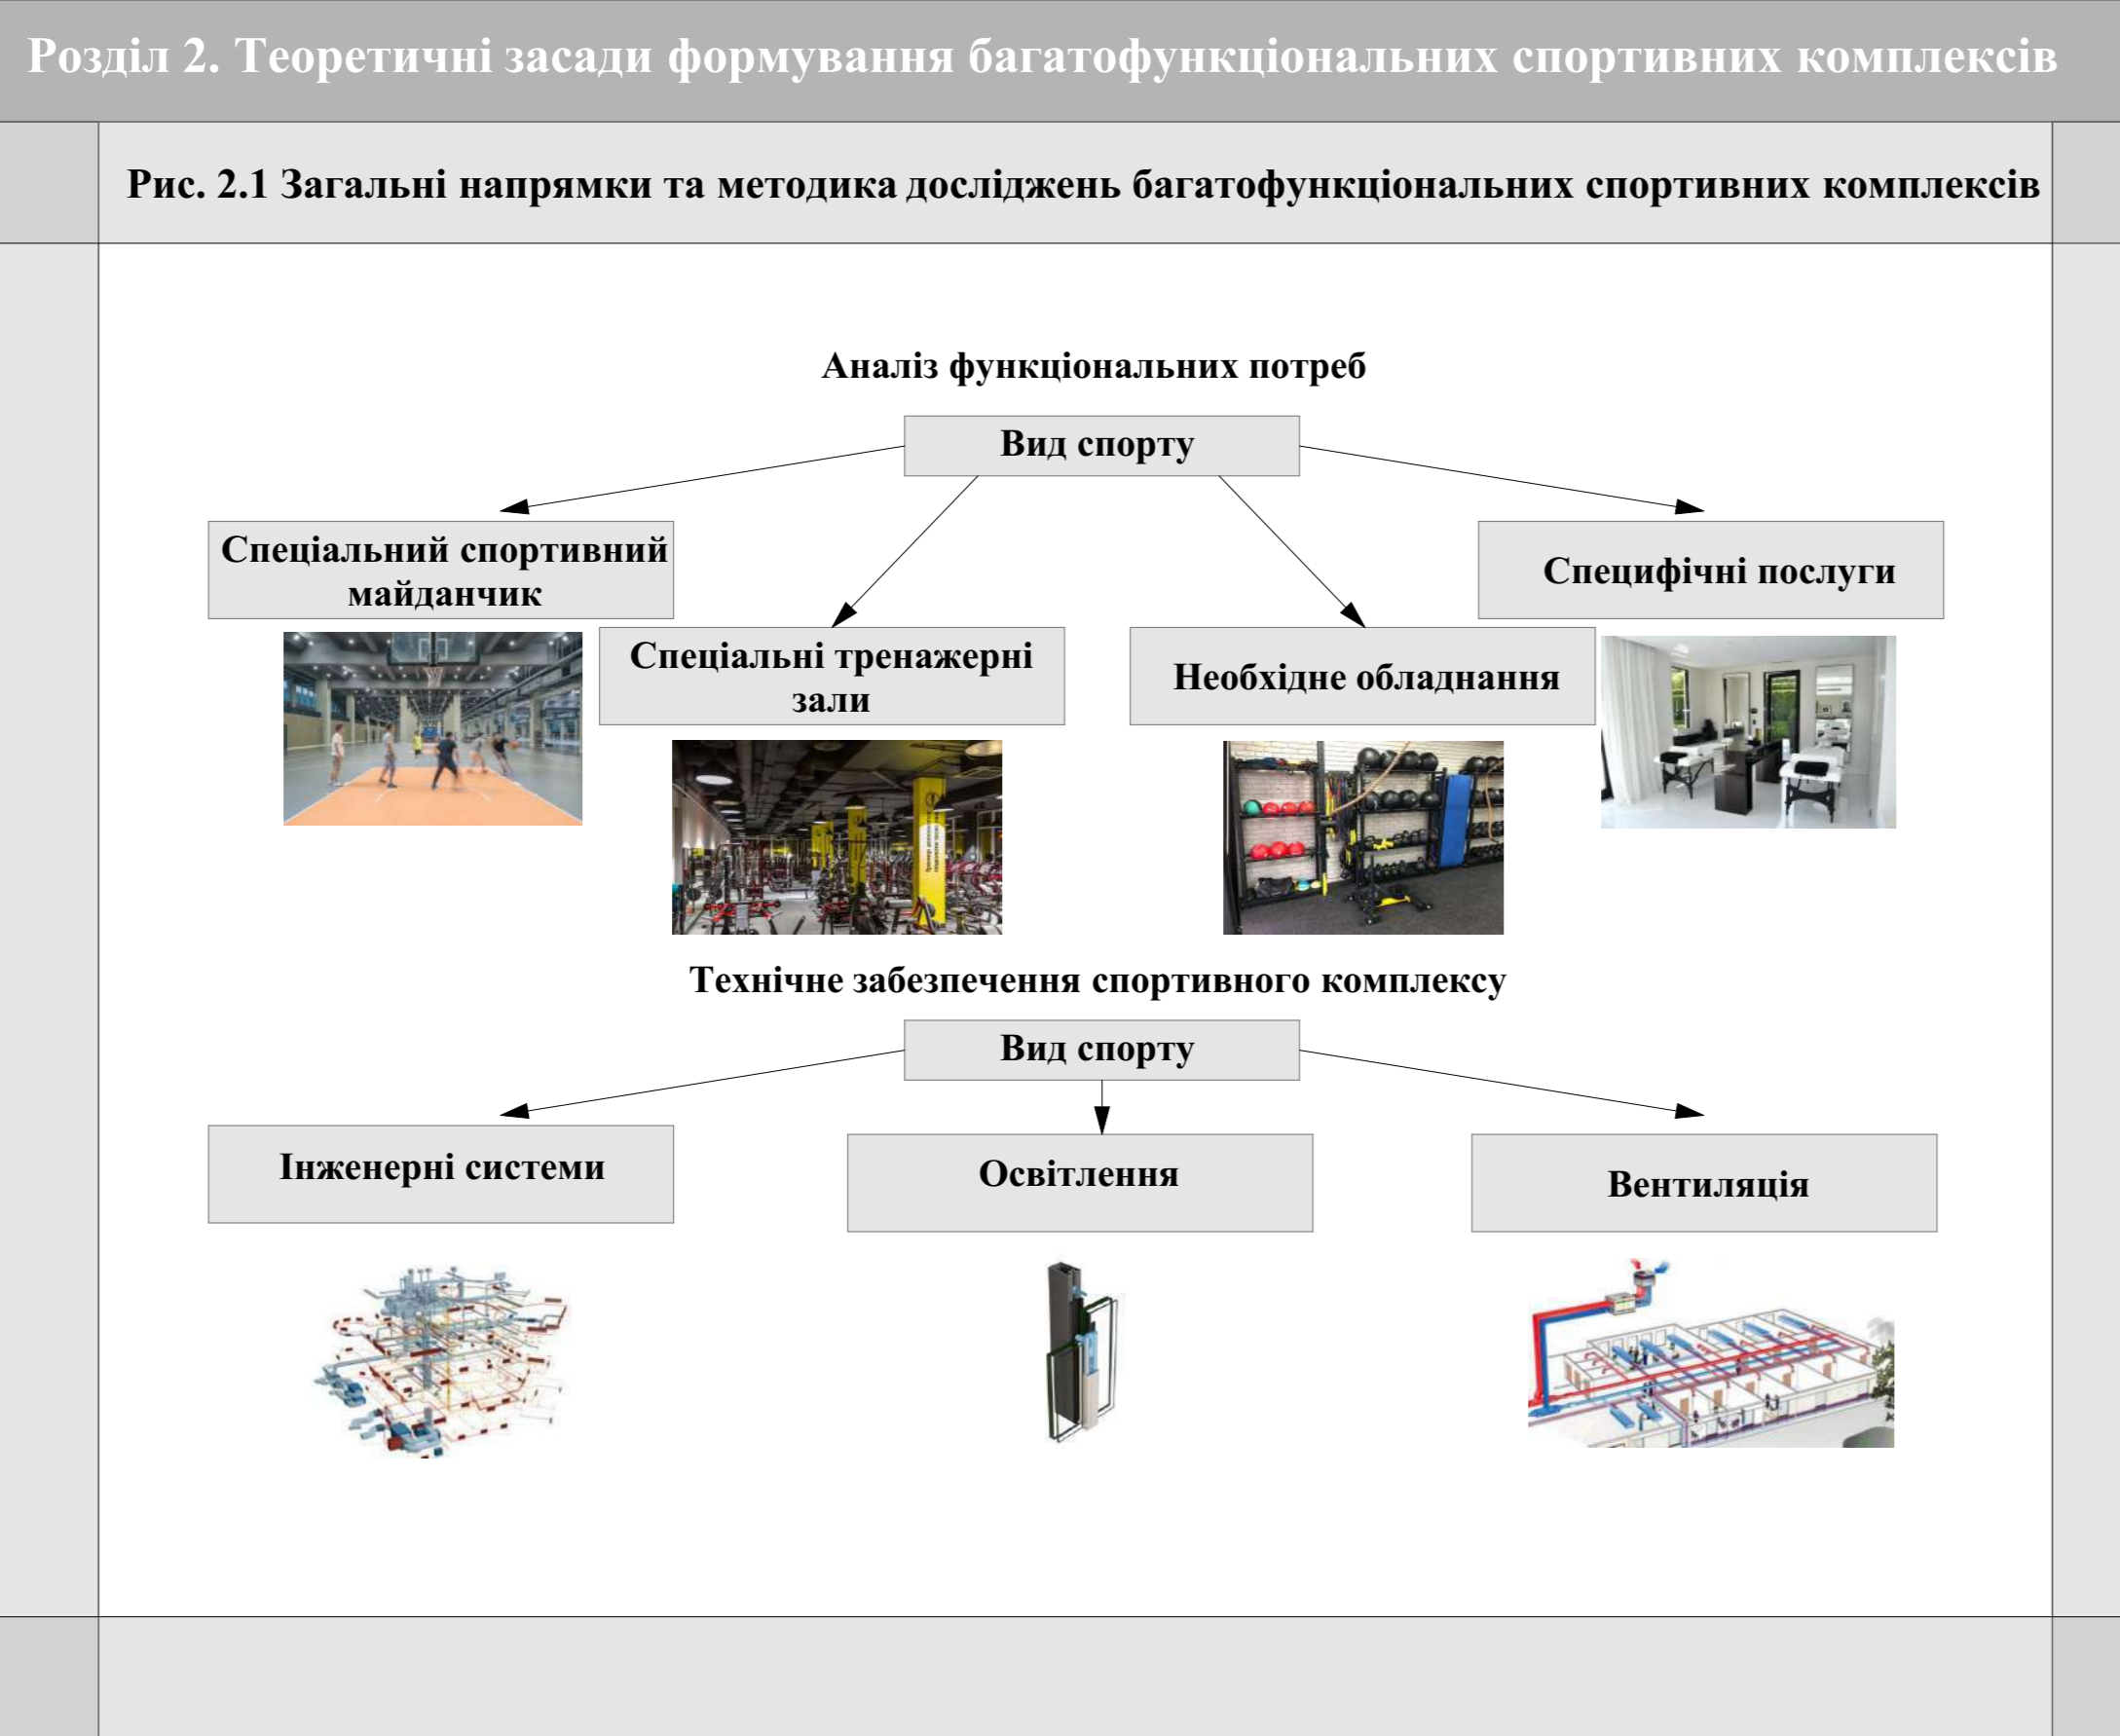 Розділ 2. Теоретичні засади формування багатофункціональних спортивних комплексів
Рис. 2.1 Загальні напрямки та методика досліджень багатофункціональних спортивних комплексів
Аналіз функціональних потреб
Вид спорту
Спеціальний спортивний
майданчик
Специфічні послуги
Спеціальні тренажерні
зали
Необхідне обладнання
Технічне забезпечення спортивного комплексу
Вид спорту
Інженерні системи
Освітлення
Вентиляція